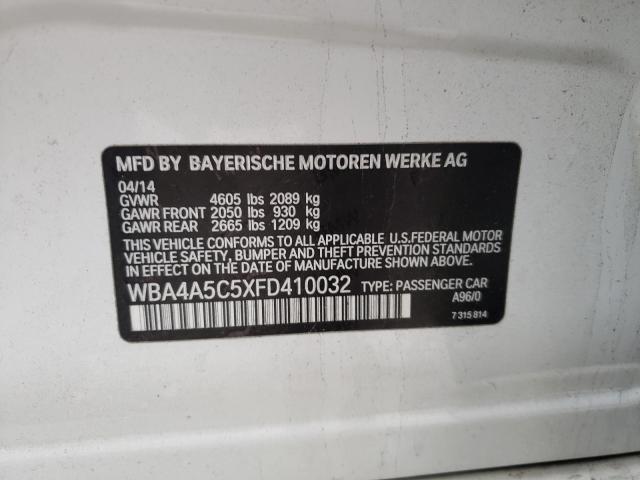 MFD BY BAYERISCHE MOTOREN WERKE AG
04/14
GVWR 4605 lbs 2089 kg
GAWR FRONT 2050 lbs 930 kg
GAWR REAR 2665 lbs 1209 kg
THIS VEHICLE CONFORMS TO ALL APPLICABLE U.S.FEDERAL MOTOR
VEHICLE SAFETY, BUMPER AND THEFT PREVENTION STANDARDS
IN EFFECT ON THE DATE OF MANUFACTURE SHOWN ABOVE.
WBA4A5C5XFD410032 TYPE: PASSENGER CAR
A96/0
7 315 814